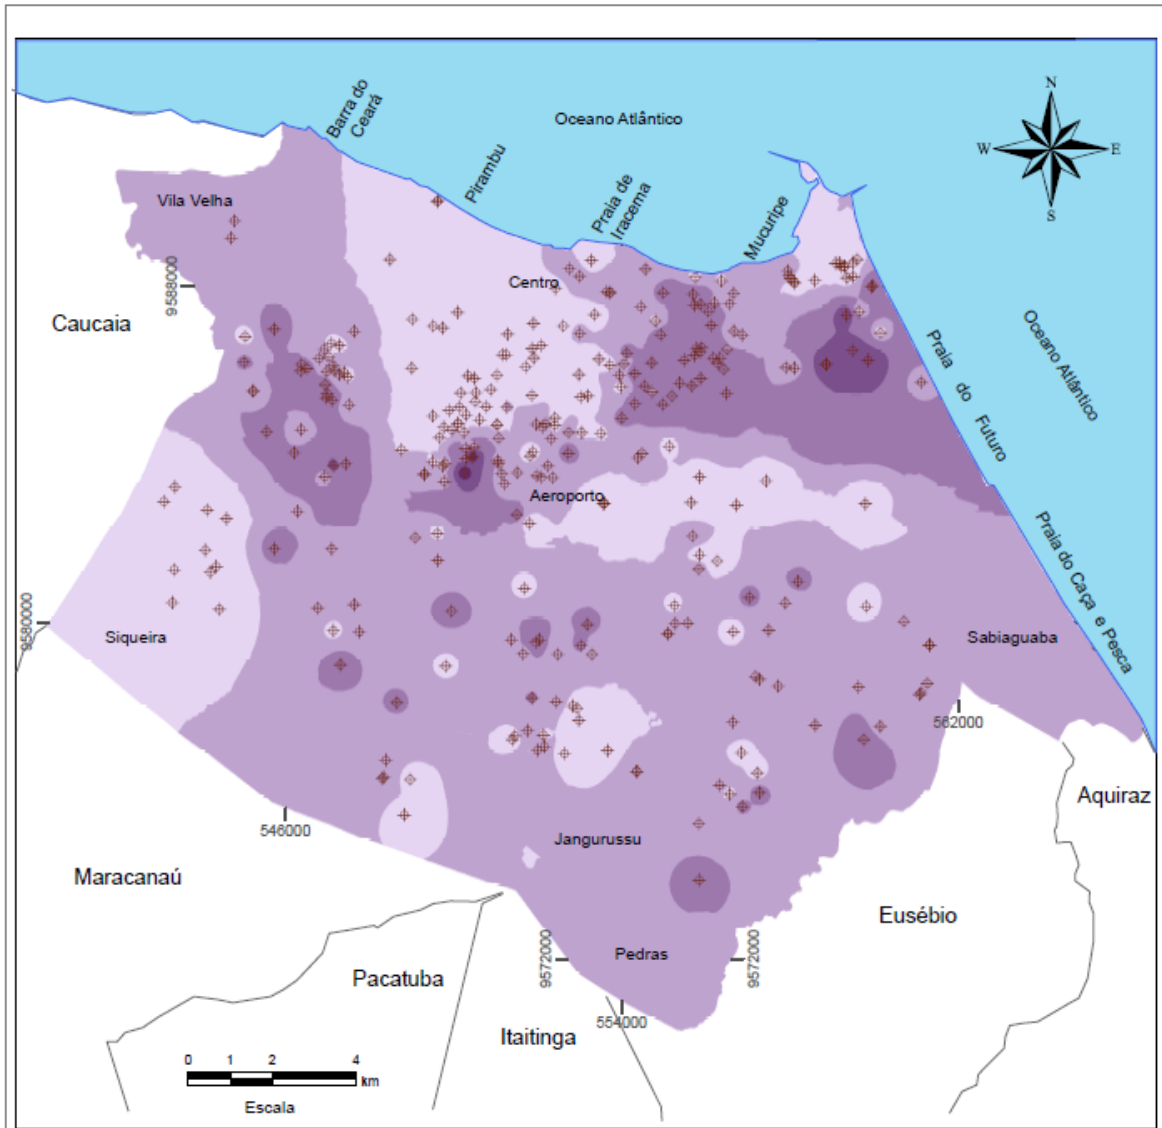 Barra do
Ceará
Oceano Atlântico
N
W
E
S
Pirambu
Praia de
Iracema
Mucuripe
Vila Velha
Centro
9588000
Caucaia
Oceano Atlântico
Praia do Futuro
Aeroporto
Praia do Caça e Pesca
9580000
Siqueira
Sabiaguaba
562000
Aquiraz
546000
Jangurussu
Maracanaú
Eusébio
Pedras
9572000
9572000
Pacatuba
554000
Itaitinga
0 1 2 4
km
Escala